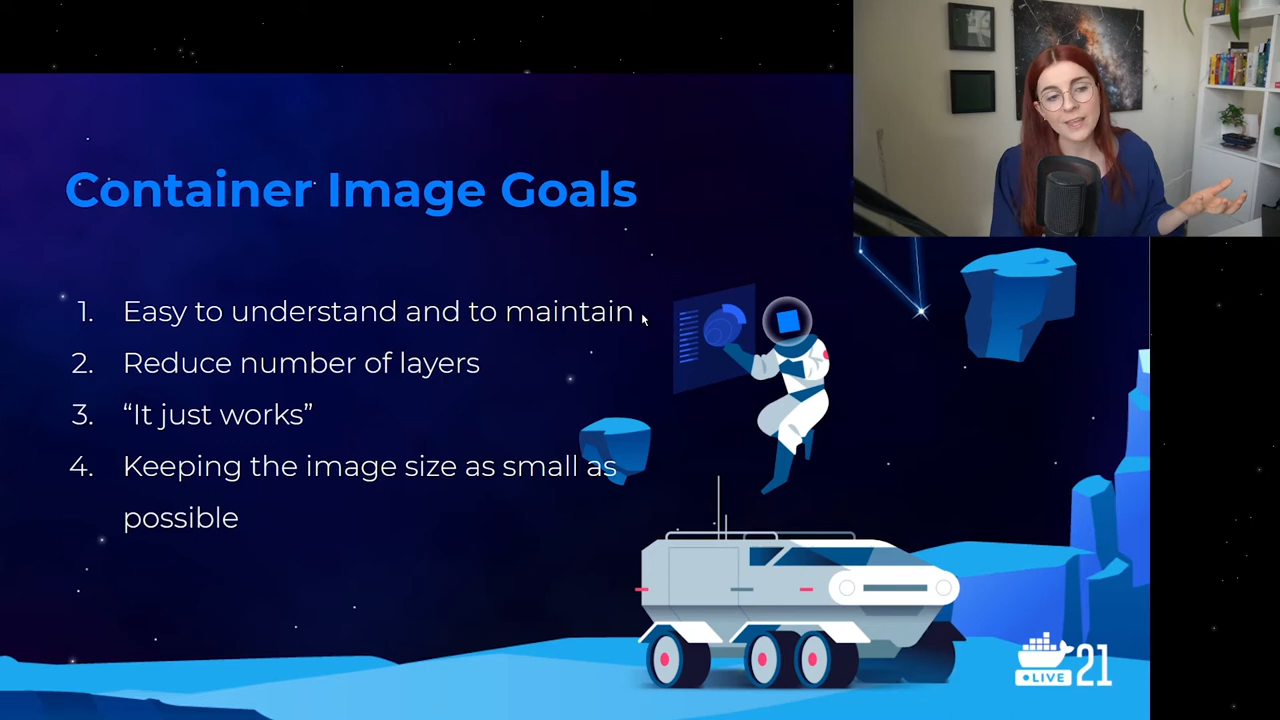 Container Image Goals
1. Easy to understand and to maintain
2. Reduce number of layers
3. “It just works”
4. Keeping the image size as small as
possible
LIVE 21